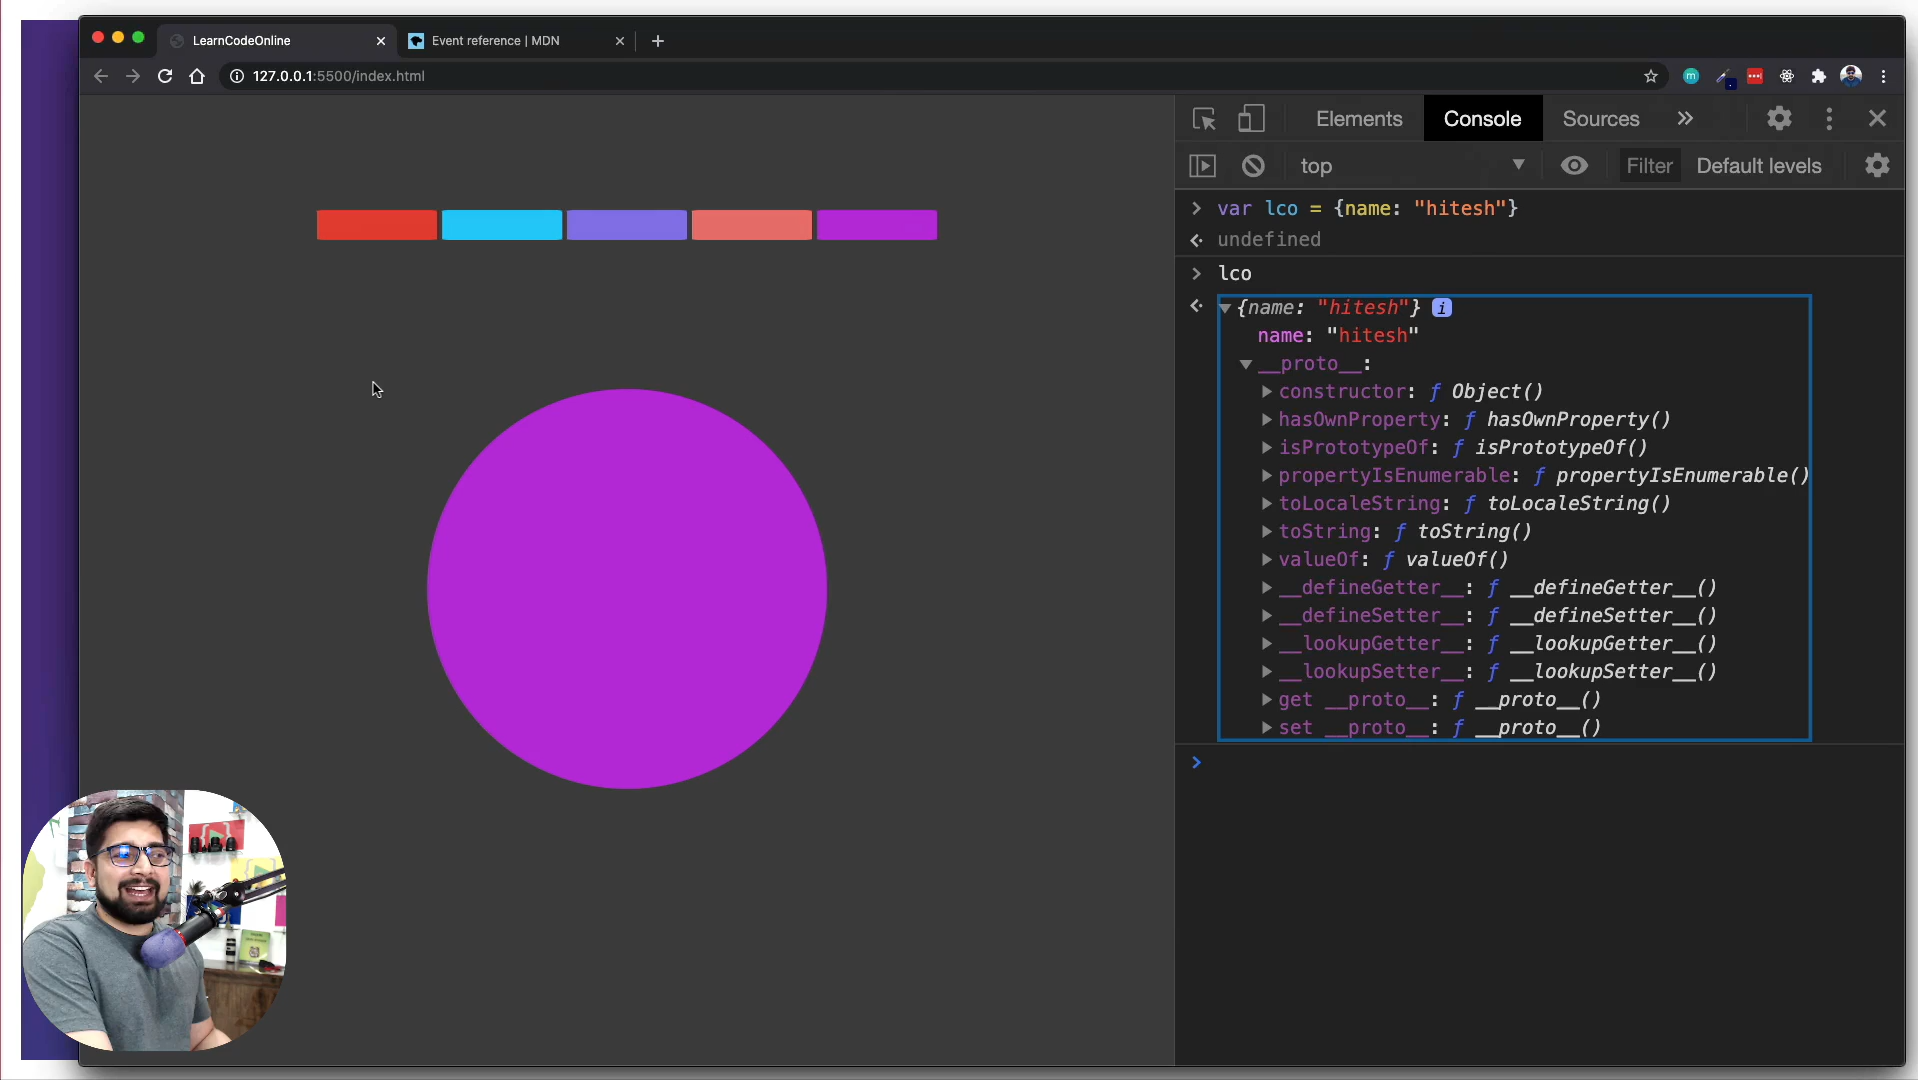 LearnCodeOnline
Event reference | MDN
127.0.0.1:5500/index.html
Elements Console Sources
top Filter Default levels
var lco = {name: "hitesh"}
undefined
lco
{name: "hitesh"} i
name: "hitesh"
__proto__:
constructor: ƒ Object()
hasOwnProperty: ƒ hasOwnProperty()
isPrototypeOf: ƒ isPrototypeOf()
propertyIsEnumerable: ƒ propertyIsEnumerable()
toLocaleString: ƒ toLocaleString()
toString: ƒ toString()
valueOf: ƒ valueOf()
__defineGetter__: ƒ __defineGetter__()
__defineSetter__: ƒ __defineSetter__()
__lookupGetter__: ƒ __lookupGetter__()
__lookupSetter__: ƒ __lookupSetter__()
get __proto__: ƒ __proto__()
set __proto__: ƒ __proto__()